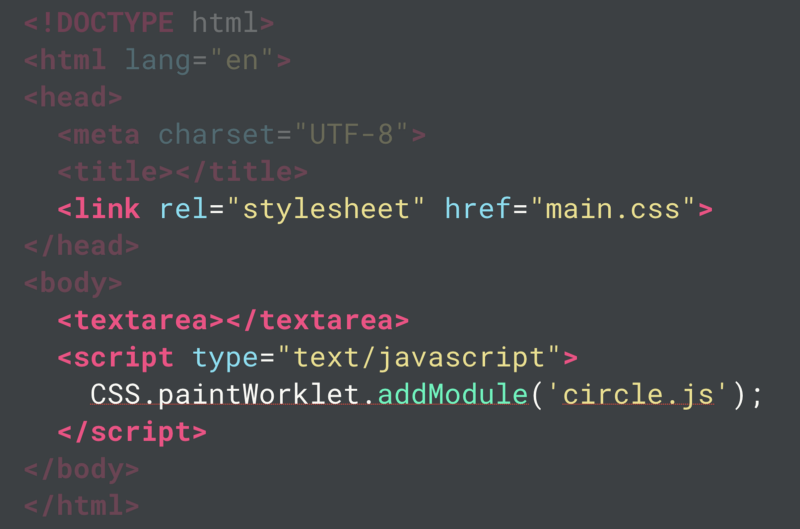 <!DOCTYPE html>
<html lang="en">
<head>
<meta charset="UTF-8">
<title></title>
<link rel="stylesheet" href="main.css">
</head>
<body>
<textarea></textarea>
<script type="text/javascript">
CSS.paintWorklet.addModule('circle.js');
</script>
</body>
</html>